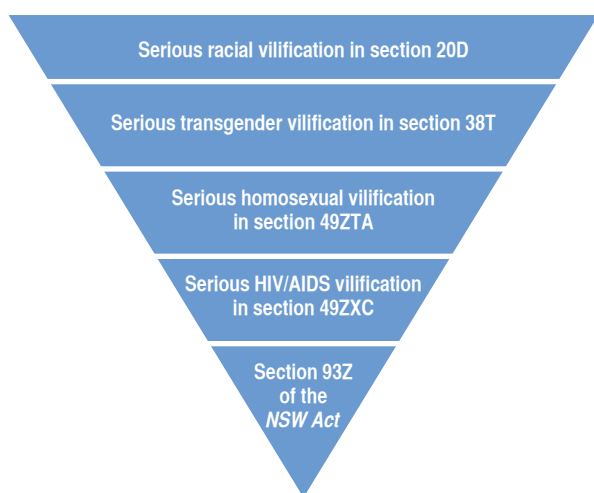 Serious racial vilification in section 20D
Serious transgender vilification in section 38T
Serious homosexual vilification
in section 49ZTA
Serious HIV/AIDS vilification
in section 49ZXC
Section 93Z
of the
NSW Act